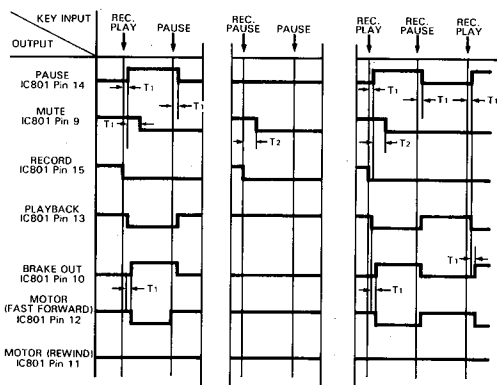 KEY INPUT
OUTPUT
REC. PLAY
PAUSE
REC. PAUSE
PAUSE
REC. PLAY
REC. PAUSE
REC. PLAY
PAUSE
IC801 Pin 14
T1
T1
T1
T1
T1
MUTE
IC801 Pin 9
T1
T2
T2
RECORD
IC801 Pin 15
PLAYBACK
IC801 Pin 13
T1
BRAKE OUT
IC801 Pin 10
T1
T1
MOTOR
(FAST FORWARD)
IC801 Pin 12
MOTOR (REWIND)
IC801 Pin 11